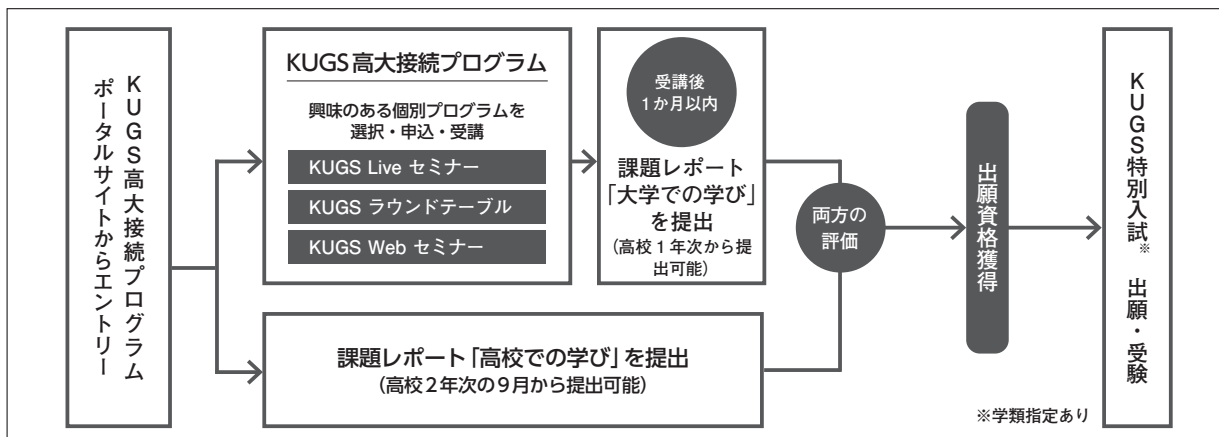 KUGS高大接続プログラム
ポータルサイトからエントリー
KUGS高大接続プログラム
興味のある個別プログラムを
選択・申込・受講
KUGS Live セミナー
KUGS ラウンドテーブル
KUGS Web セミナー
受講後
1か月以内
課題レポート
「大学での学び」
を提出
(高校1年次から提
出可能)
課題レポート「高校での学び」を提出
(高校2年次の9月から提出可能)
両方の
評価
出願資格獲得
KUGS特別入試※ 出願・受験
※学類指定あり